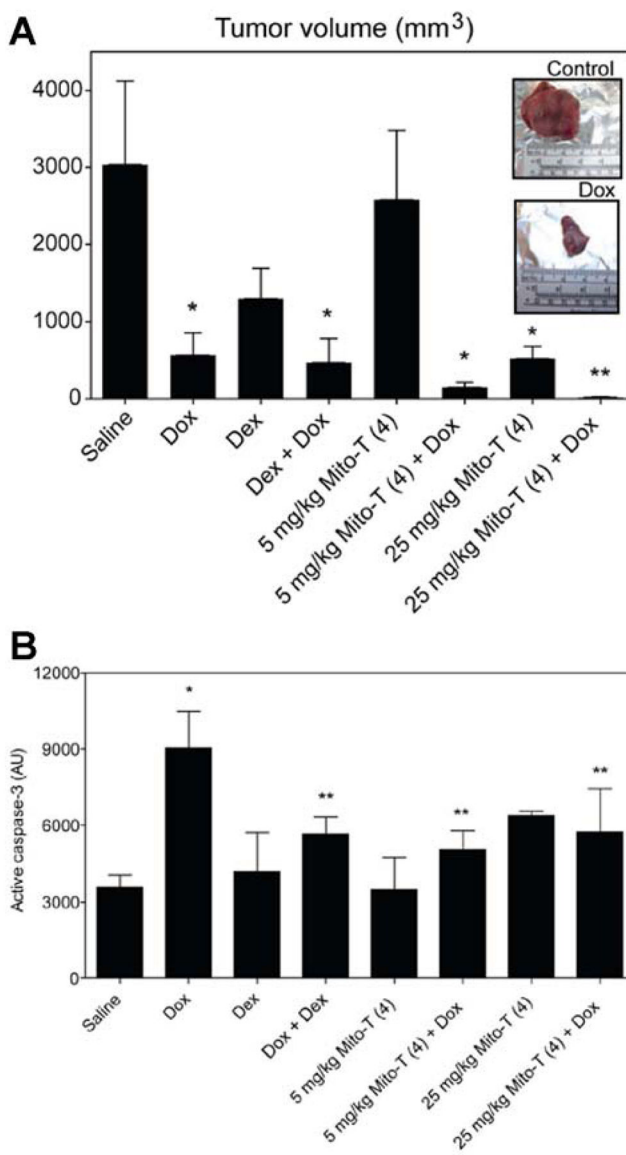 A
Tumor volume (mm³)
Control
Dox
4000
3000
2000
1000
0
*
*
*
*
**
Saline
Dox
Dex
Dex + Dox
5 mg/kg Mito-T (4)
5 mg/kg Mito-T (4) + Dox
25 mg/kg Mito-T (4)
25 mg/kg Mito-T (4) + Dox
B
Active caspase-3 (AU)
12000
9000
6000
3000
0
*
**
**
**
Saline
Dox
Dex
Dox + Dex
5 mg/kg Mito-T (4)
5 mg/kg Mito-T (4) + Dox
25 mg/kg Mito-T (4)
25 mg/kg Mito-T (4) + Dox